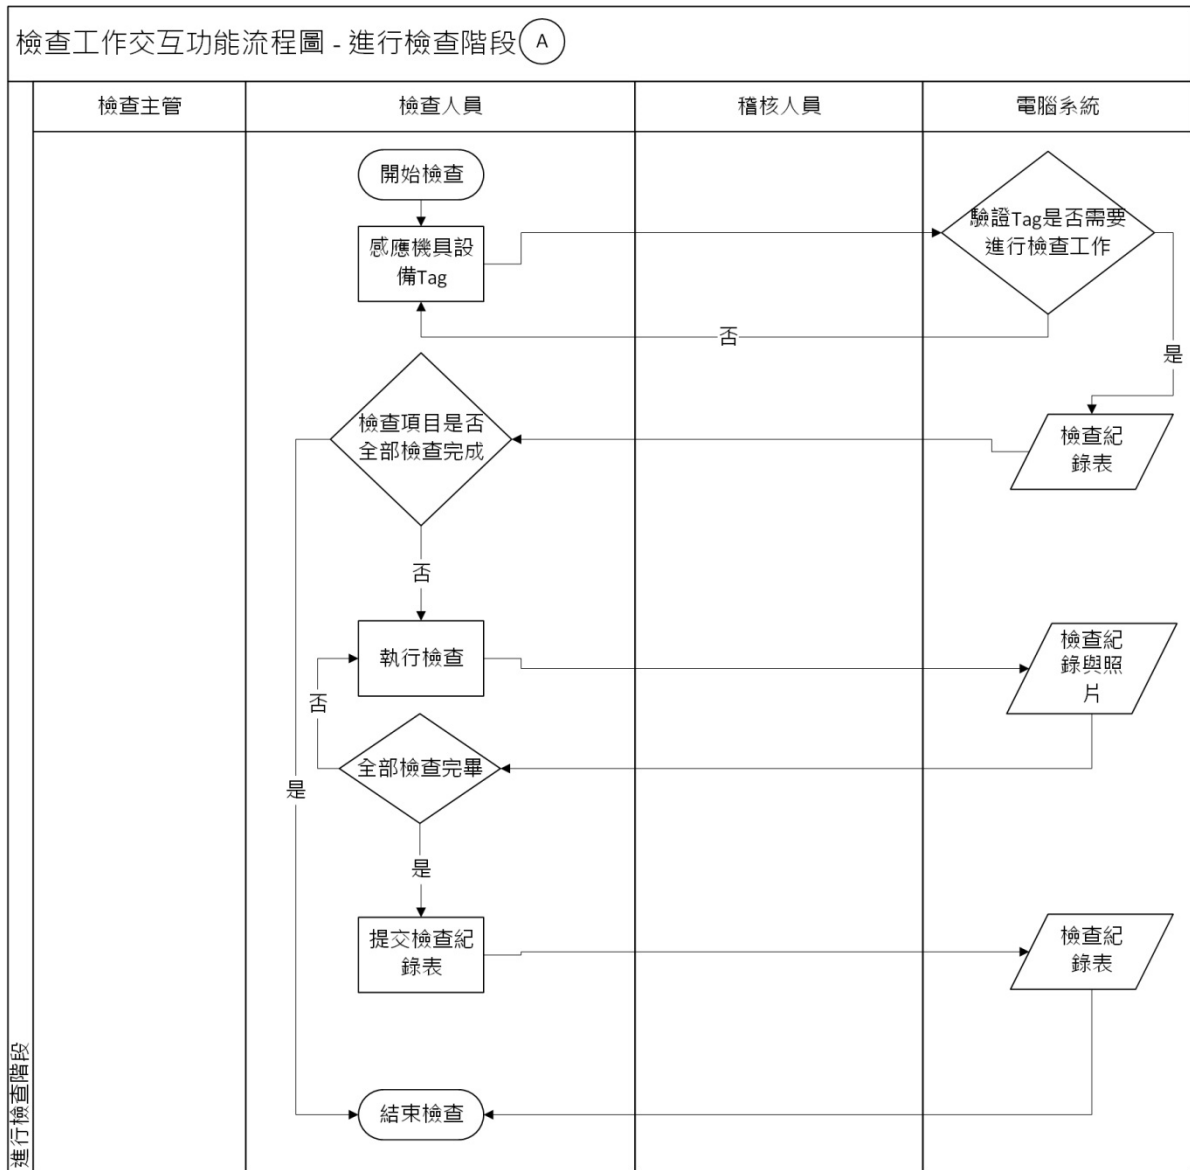 檢查工作交互功能流程圖 - 進行檢查階段 A
檢查主管
檢查人員
稽核人員
電腦系統
開始檢查
感應機具設
備Tag
驗證Tag是否需要
進行檢查工作
否
是
檢查項目是否
全部檢查完成
檢查紀
錄表
否
執行檢查
檢查紀
錄與照
片
否
全部檢查完畢
是
是
提交檢查紀
錄表
檢查紀
錄表
結束檢查
進行檢查階段